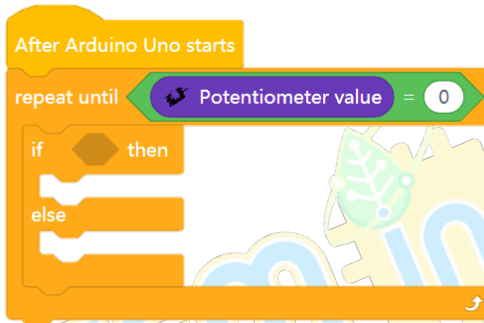 After Arduino Uno starts
repeat until Potentiometer value = 0
if then
else